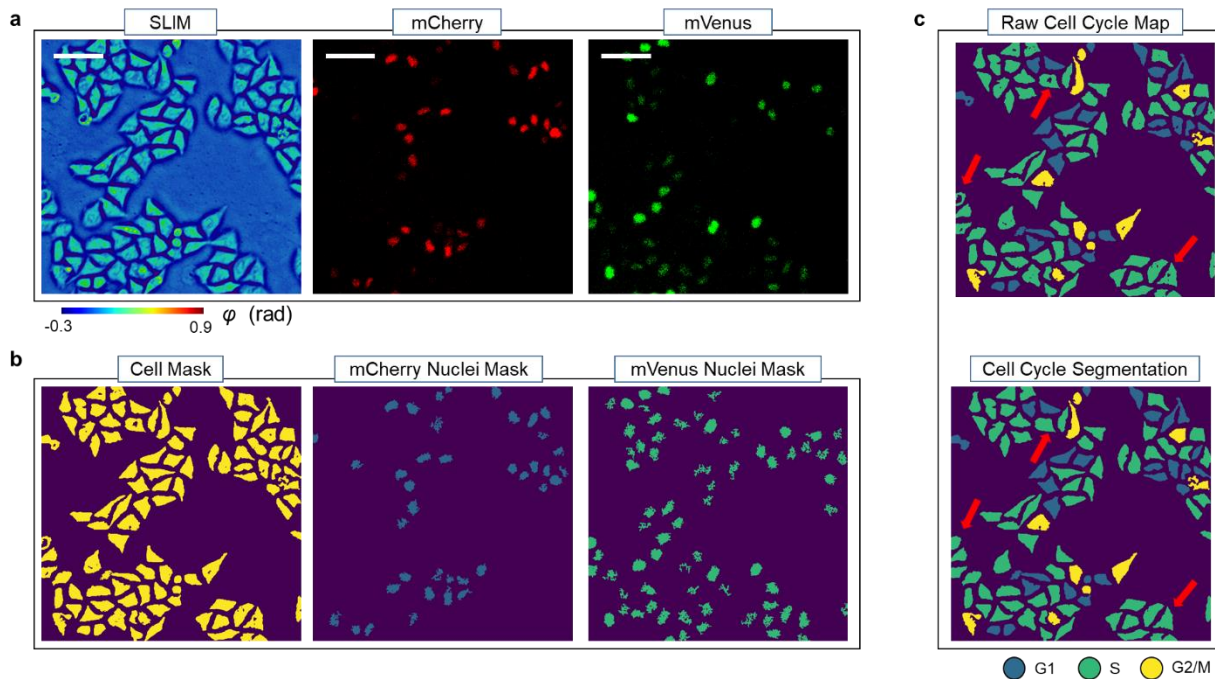 a
SLIM
mCherry
mVenus
-0.3
0.9
φ (rad)
b
Cell Mask
mCherry Nuclei Mask
mVenus Nuclei Mask
c
Raw Cell Cycle Map
Cell Cycle Segmentation
G1
S
G2/M